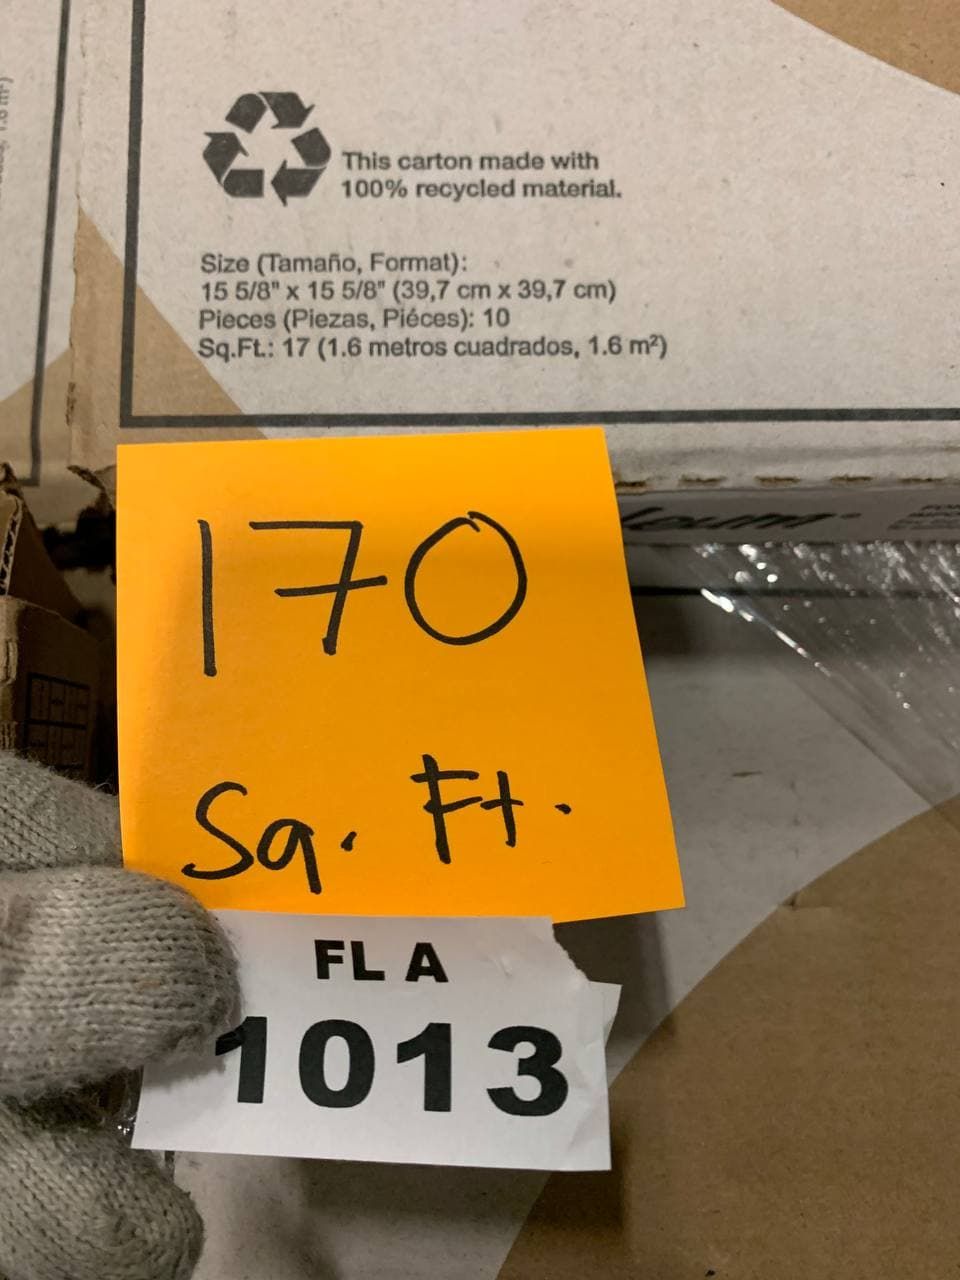 This carton made with
100% recycled material.
Size (Tamaño, Format):
15 5/8" x 15 5/8" (39,7 cm x 39,7 cm)
Pieces (Piezas, Piéces): 10
Sq.Ft.: 17 (1.6 metros cuadrados, 1.6 m²)
170
Sq. Ft.
FL A
1013